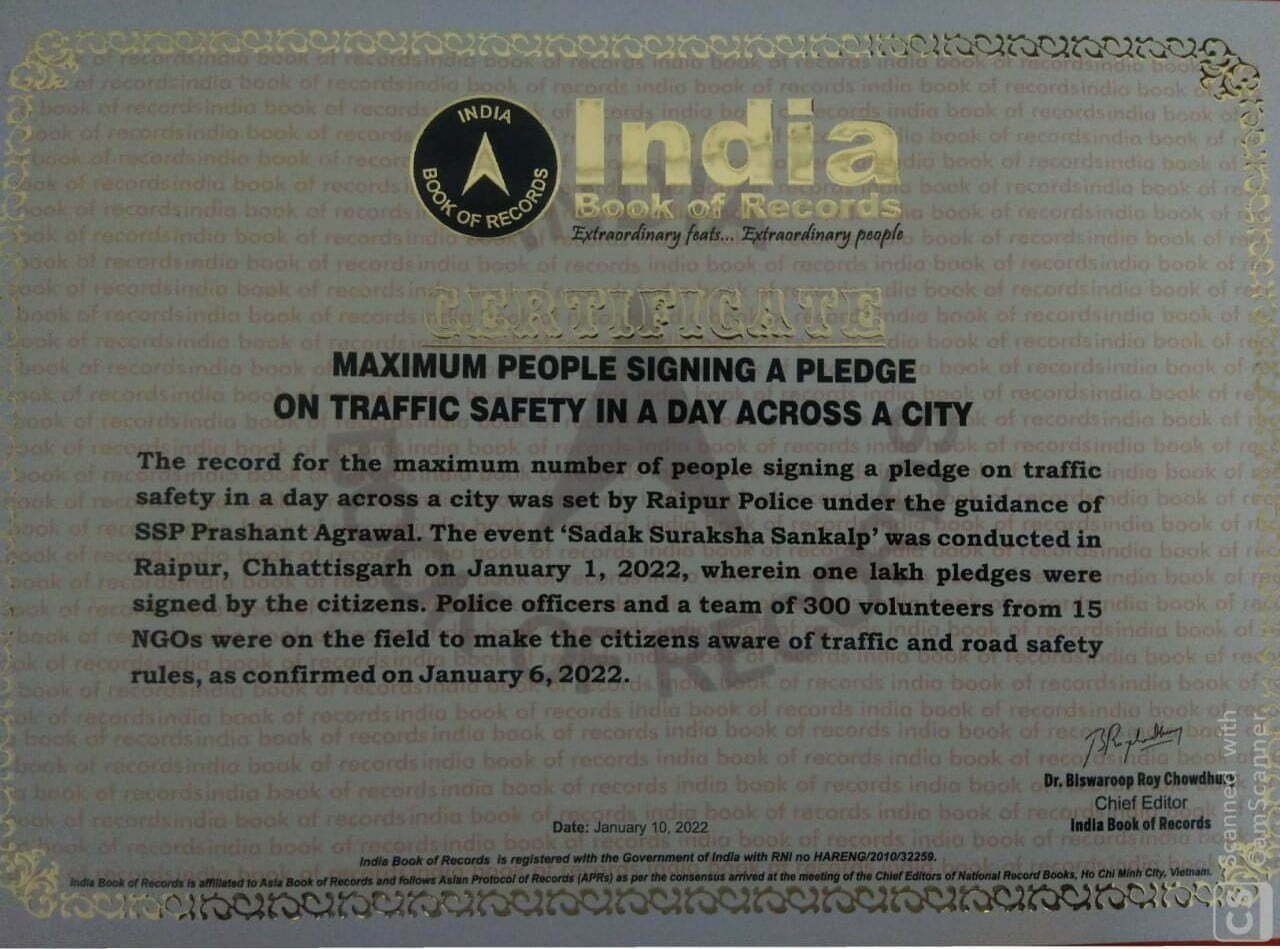 INDIA
BOOK OF RECORDS
India
Book of Records
Extraordinary feats... Extraordinary people
CERTIFICATE
MAXIMUM PEOPLE SIGNING A PLEDGE
ON TRAFFIC SAFETY IN A DAY ACROSS A CITY
The record for the maximum number of people signing a pledge on traffic
safety in a day across a city was set by Raipur Police under the guidance of
SSP Prashant Agrawal. The event ‘Sadak Suraksha Sankalp’ was conducted in
Raipur, Chhattisgarh on January 1, 2022, wherein one lakh pledges were
signed by the citizens. Police officers and a team of 300 volunteers from 15
NGOs were on the field to make the citizens aware of traffic and road safety
rules, as confirmed on January 6, 2022.
Dr. Biswaroop Roy Chowdhury
Chief Editor
India Book of Records
Date: January 10, 2022
India Book of Records is registered with the Government of India with RNI no HARENG/2010/32259.
India Book of Records is affiliated to Asia Book of Records and follows Asian Protocol of Records (APRs) as per the consensus arrived at the meeting of the Chief Editors of National Record Books, Ho Chi Minh City, Vietnam.
CS
Scanned with
CamScanner